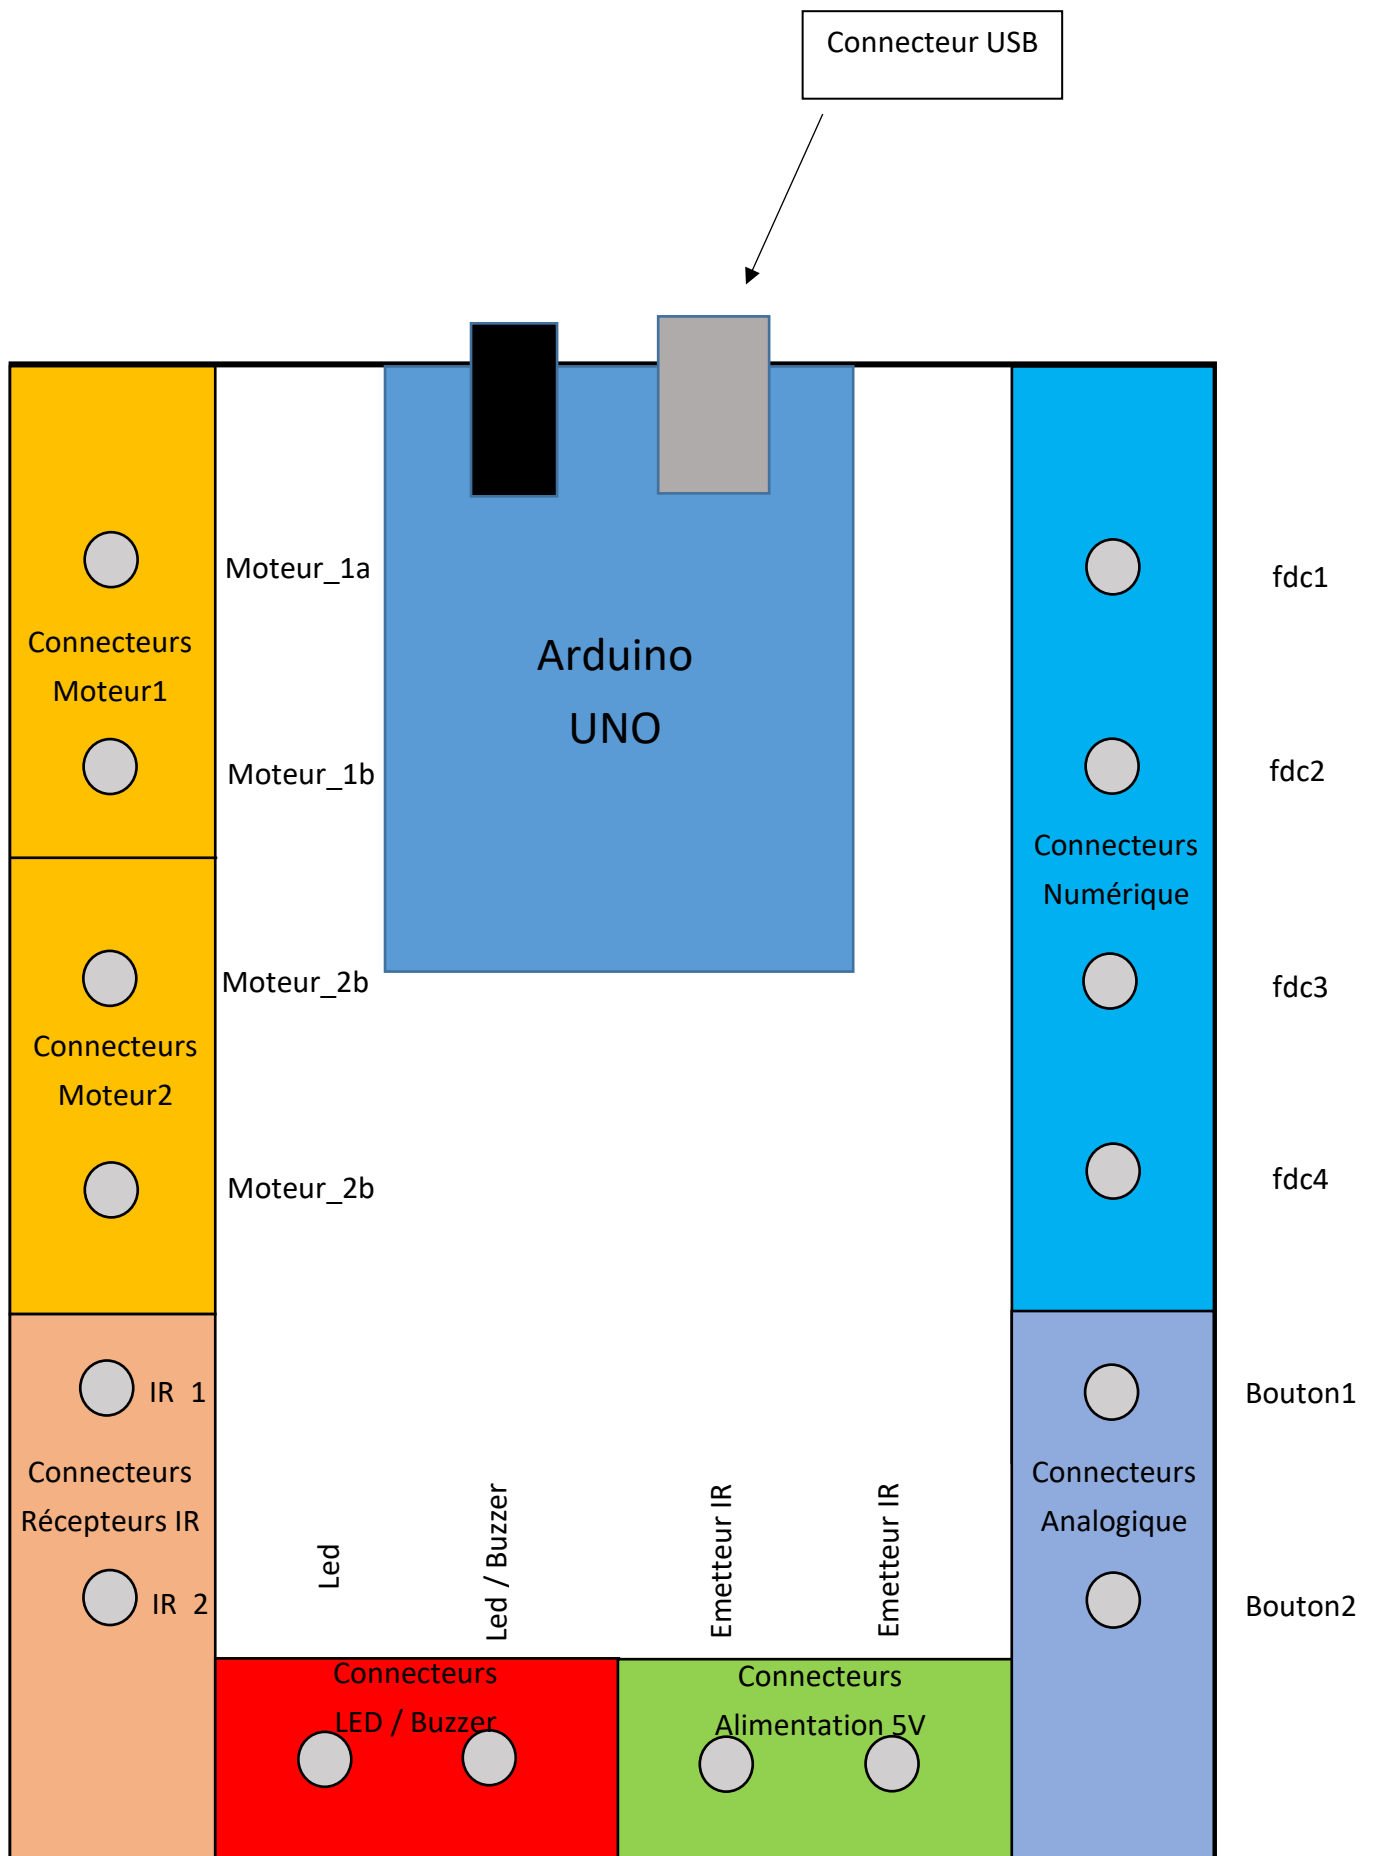 Connecteur USB
Moteur_1a
fdc1
Connecteurs
Moteur1
Arduino
UNO
Moteur_1b
fdc2
Connecteurs
Numérique
Moteur_2b
fdc3
Connecteurs
Moteur2
Moteur_2b
fdc4
IR 1
Bouton1
Connecteurs
Récepteurs IR
Connecteurs
Analogique
IR 2
Bouton2
Led
Led / Buzzer
Emetteur IR
Emetteur IR
Connecteurs
LED / Buzzer
Connecteurs
Alimentation 5V